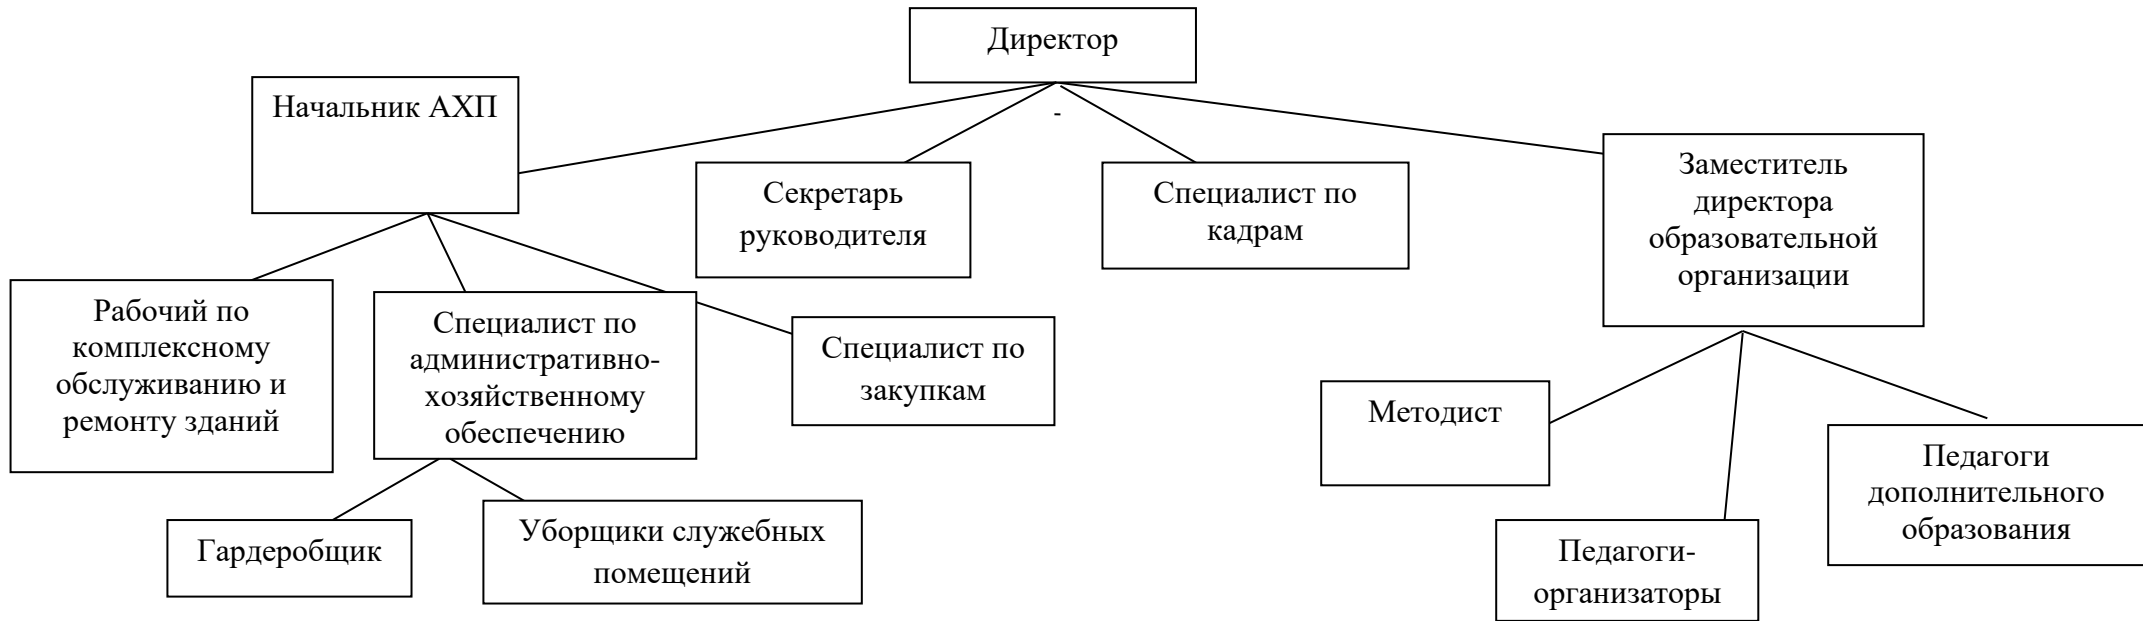 Директор
Начальник АХП
-
Секретарь
руководителя
Специалист по
кадрам
Заместитель
директора
образовательной
организации
Рабочий по
комплексному
обслуживанию и
ремонту зданий
Специалист по
административно-
хозяйственному
обеспечению
Специалист по
закупкам
Методист
Педагоги
дополнительного
образования
Гардеробщик
Уборщики служебных
помещений
Педагоги-
организаторы